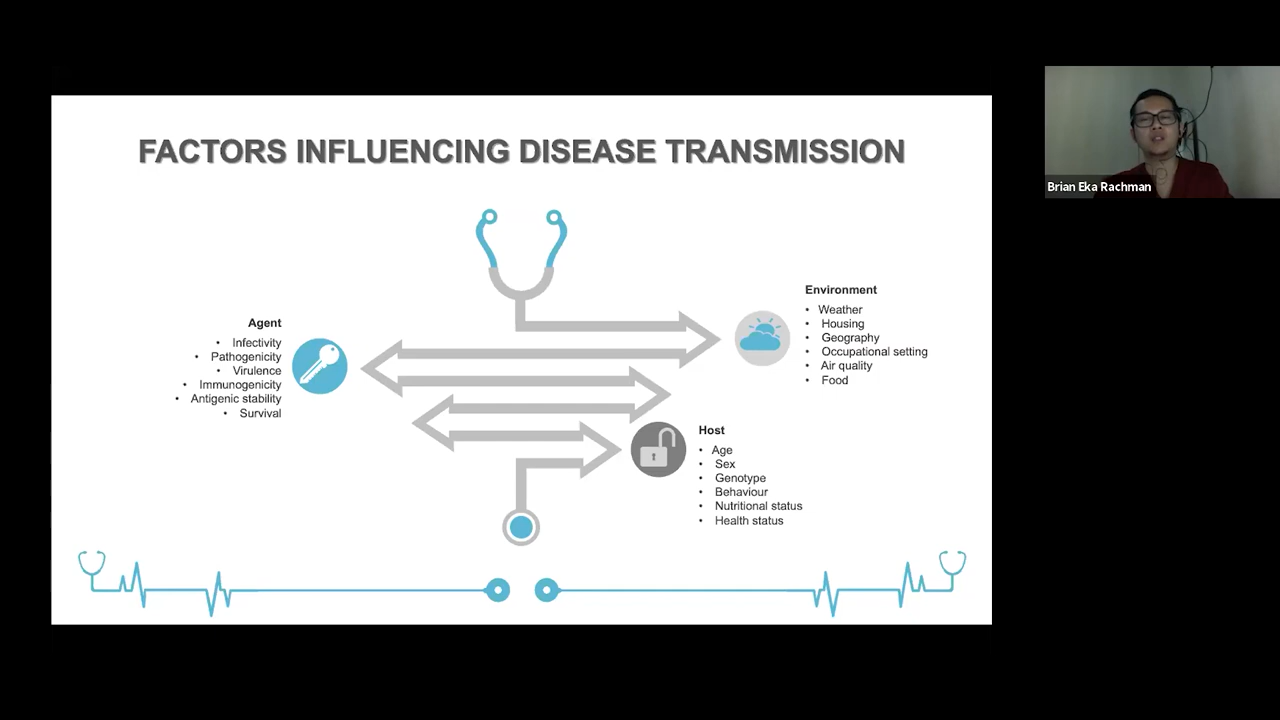 FACTORS INFLUENCING DISEASE TRANSMISSION
Brian Eka Rachman
Agent
• Infectivity
• Pathogenicity
• Virulence
• Immunogenicity
• Antigenic stability
• Survival
Environment
• Weather
• Housing
• Geography
• Occupational setting
• Air quality
• Food
Host
• Age
• Sex
• Genotype
• Behaviour
• Nutritional status
• Health status